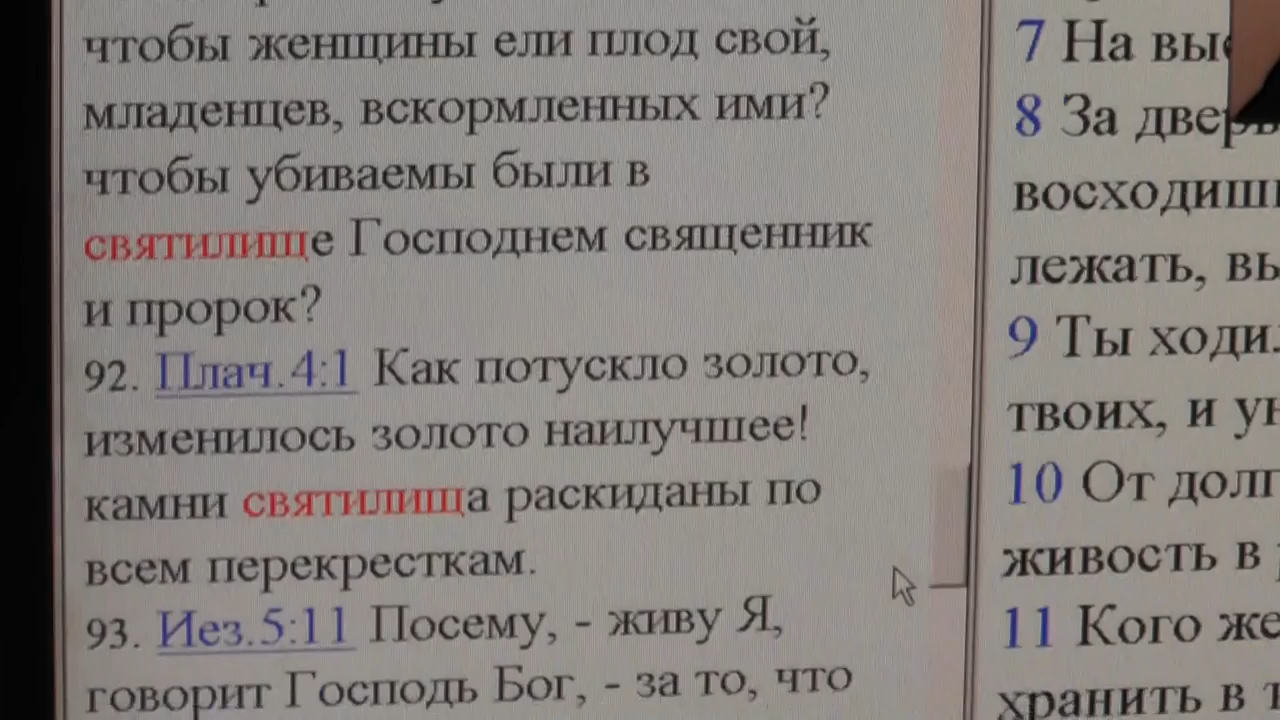 чтобы женщины ели плод свой,
младенцев, вскормленных ими?
чтобы убиваемы были в
святилище Господнем священник
и пророк?
92. Плач.4:1 Как потускло золото,
изменилось золото наилучшее!
камни святилища раскиданы по
всем перекресткам.
93. Иез.5:11 Посему, - живу Я,
говорит Господь Бог, - за то, что
7 На
8 За
восходиш
лежать, вы
9 Ты ходи
твоих, и ун
10 От долг
живость в
11 Кого же
хранить в т